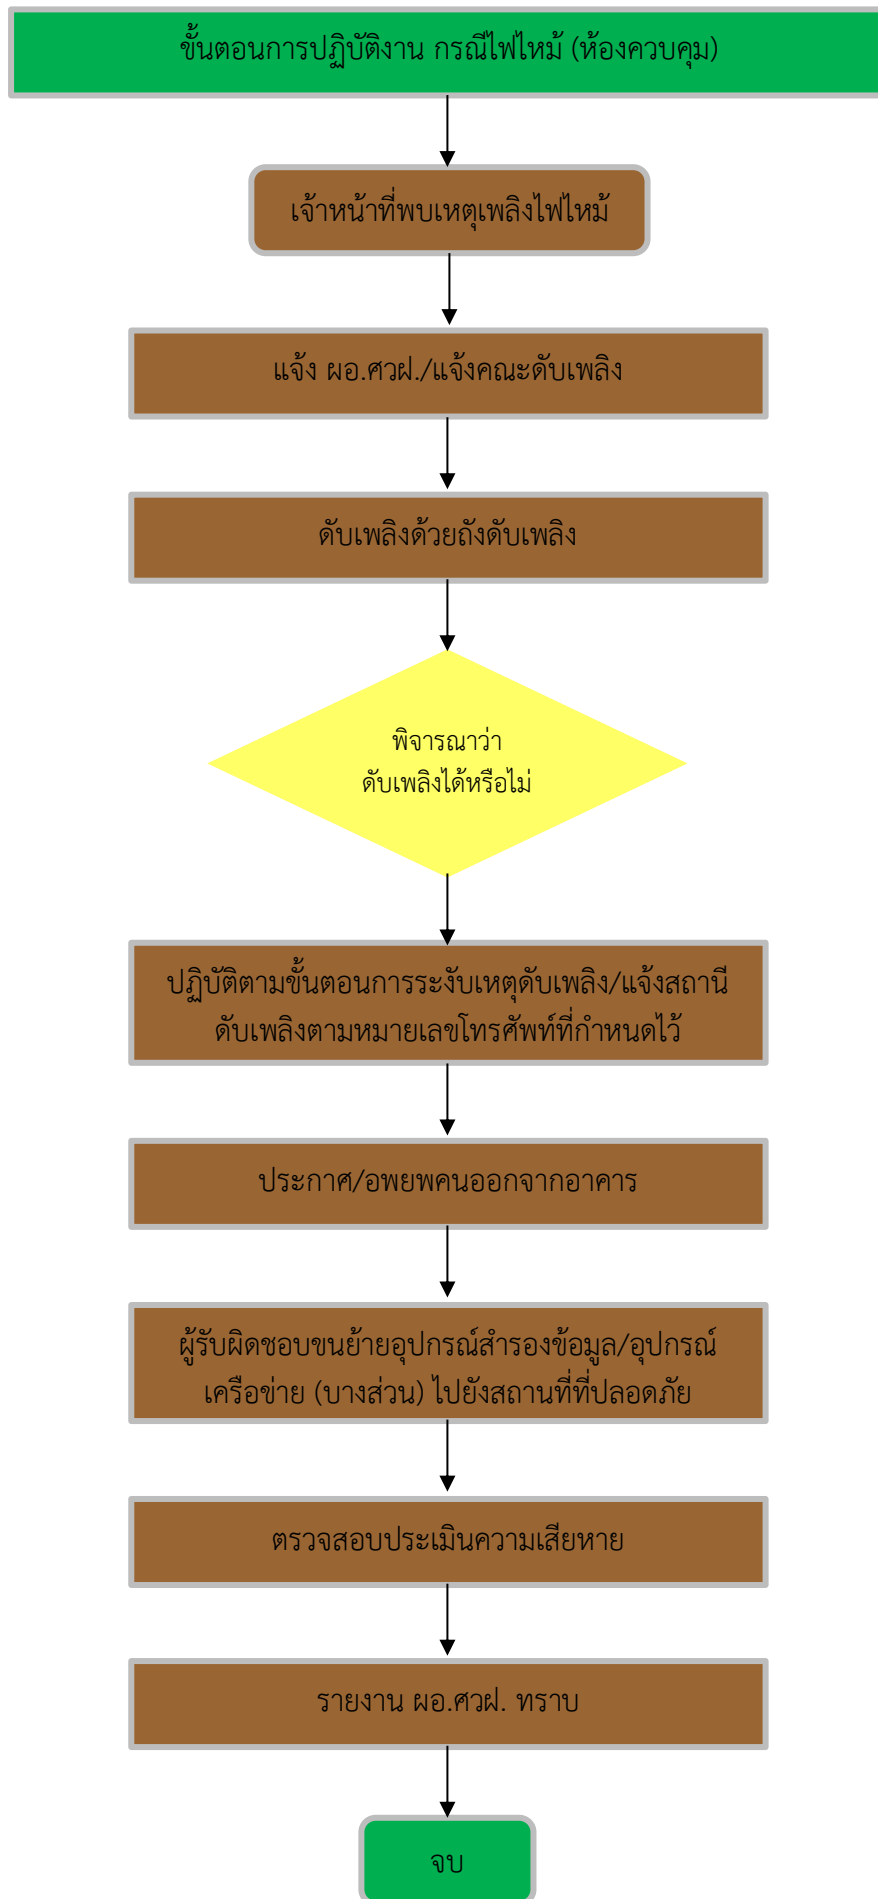 ขั้นตอนการปฏิบัติงาน กรณีไฟไหม้ (ห้องควบคุม)
เจ้าหน้าที่พบเหตุเพลิงไฟไหม้
แจ้ง ผอ.ศวฝ./แจ้งคณะดับเพลิง
ดับเพลิงด้วยถังดับเพลิง
พิจารณาว่า
ดับเพลิงได้หรือไม่
ปฏิบัติตามขั้นตอนการระงับเหตุดับเพลิง/แจ้งสถานี
ดับเพลิงตามหมายเลขโทรศัพท์ที่กำหนดไว้
ประกาศ/อพยพคนออกจากอาคาร
ผู้รับผิดชอบขนย้ายอุปกรณ์สำรองข้อมูล/อุปกรณ์
เครือข่าย (บางส่วน) ไปยังสถานที่ที่ปลอดภัย
ตรวจสอบประเมินความเสียหาย
รายงาน ผอ.ศวฝ. ทราบ
จบ